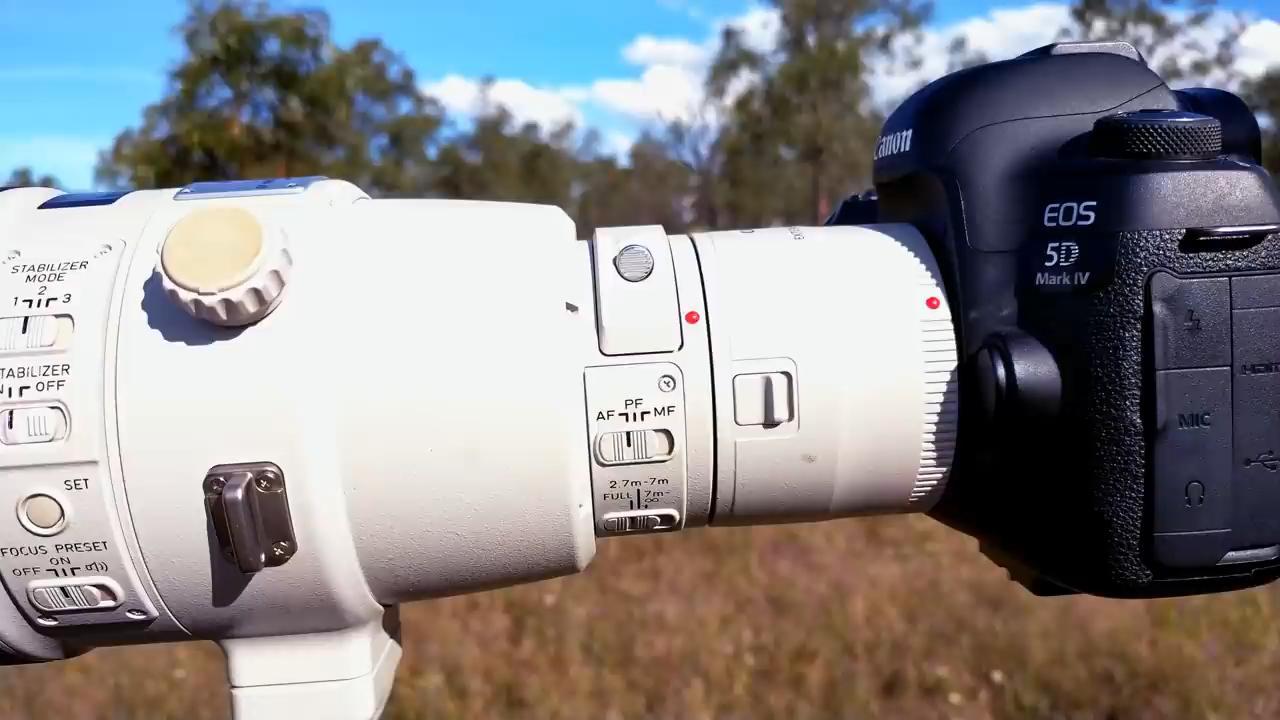 STABILIZER
MODE
2
1 3
STABILIZER
OFF
SET
FOCUS PRESET
ON
OFF
PF
AF MF
2.7m-7m
FULL 7m-
∞
Canon
EOS
5D
Mark IV
MIC
HDMI